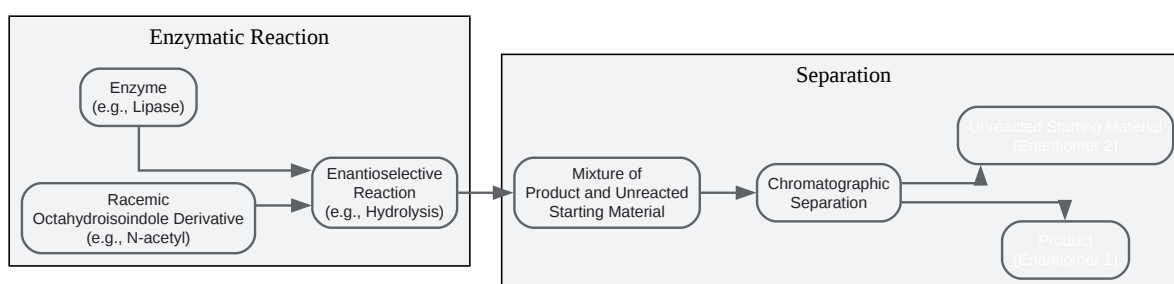 Enzymatic Reaction
Enzyme
(e.g., Lipase)
Racemic
Octahydroisoindole Derivative
(e.g., N-acetyl)
Enantioselective
Reaction
(e.g., Hydrolysis)
Separation
Mixture of
Product and Unreacted
Starting Material
Chromatographic
Separation
Unreacted Starting Material
(Enantiomer 2)
Product
(Enantiomer 1)